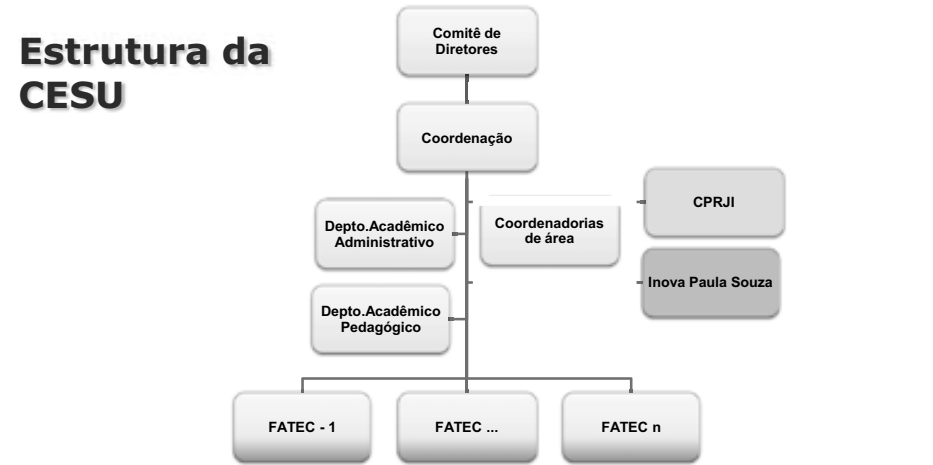 Estrutura da
CESU
Comitê de
Diretores
Coordenação
Depto.Acadêmico
Administrativo
Coordenadorias
de área
CPRJI
Inova Paula Souza
Depto.Acadêmico
Pedagógico
FATEC - 1
FATEC ...
FATEC n